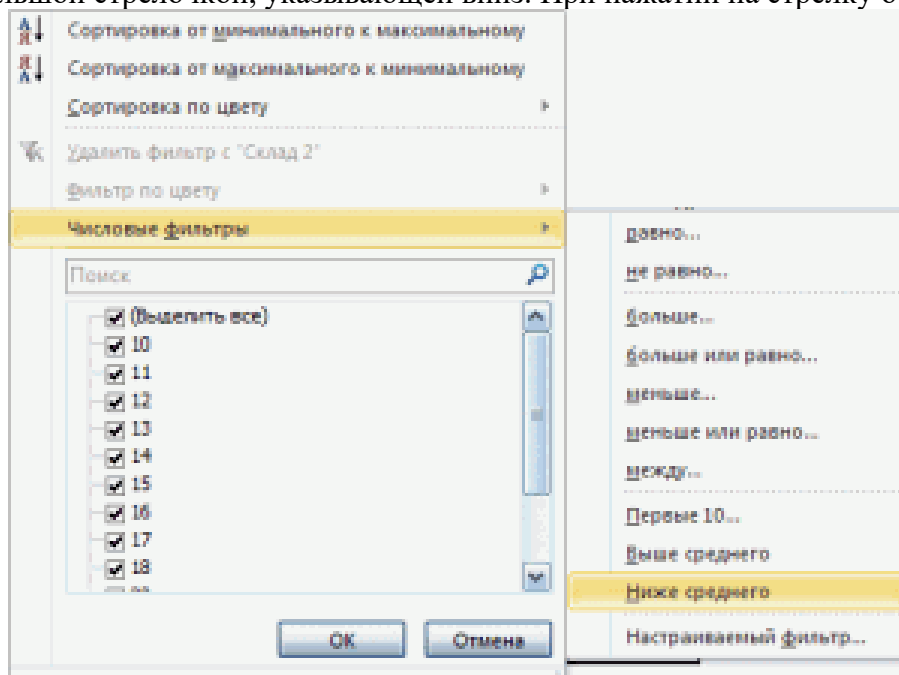 большой стрелочкой, указывающей вниз. При нажатии на стрелку о
Сортировка от минимального к максимальному
Сортировка от максимального к минимальному
Сортировка по цвету
Удалить фильтр с "Склад 2"
Фильтр по цвету
Числовые фильтры
Поиск
(Выделить все)
10
11
12
13
14
15
16
17
18
ОК
Отмена
равно...
не равно...
больше...
больше или равно...
меньше...
меньше или равно...
между...
Первые 10...
Выше среднего
Ниже среднего
Настраиваемый фильтр...